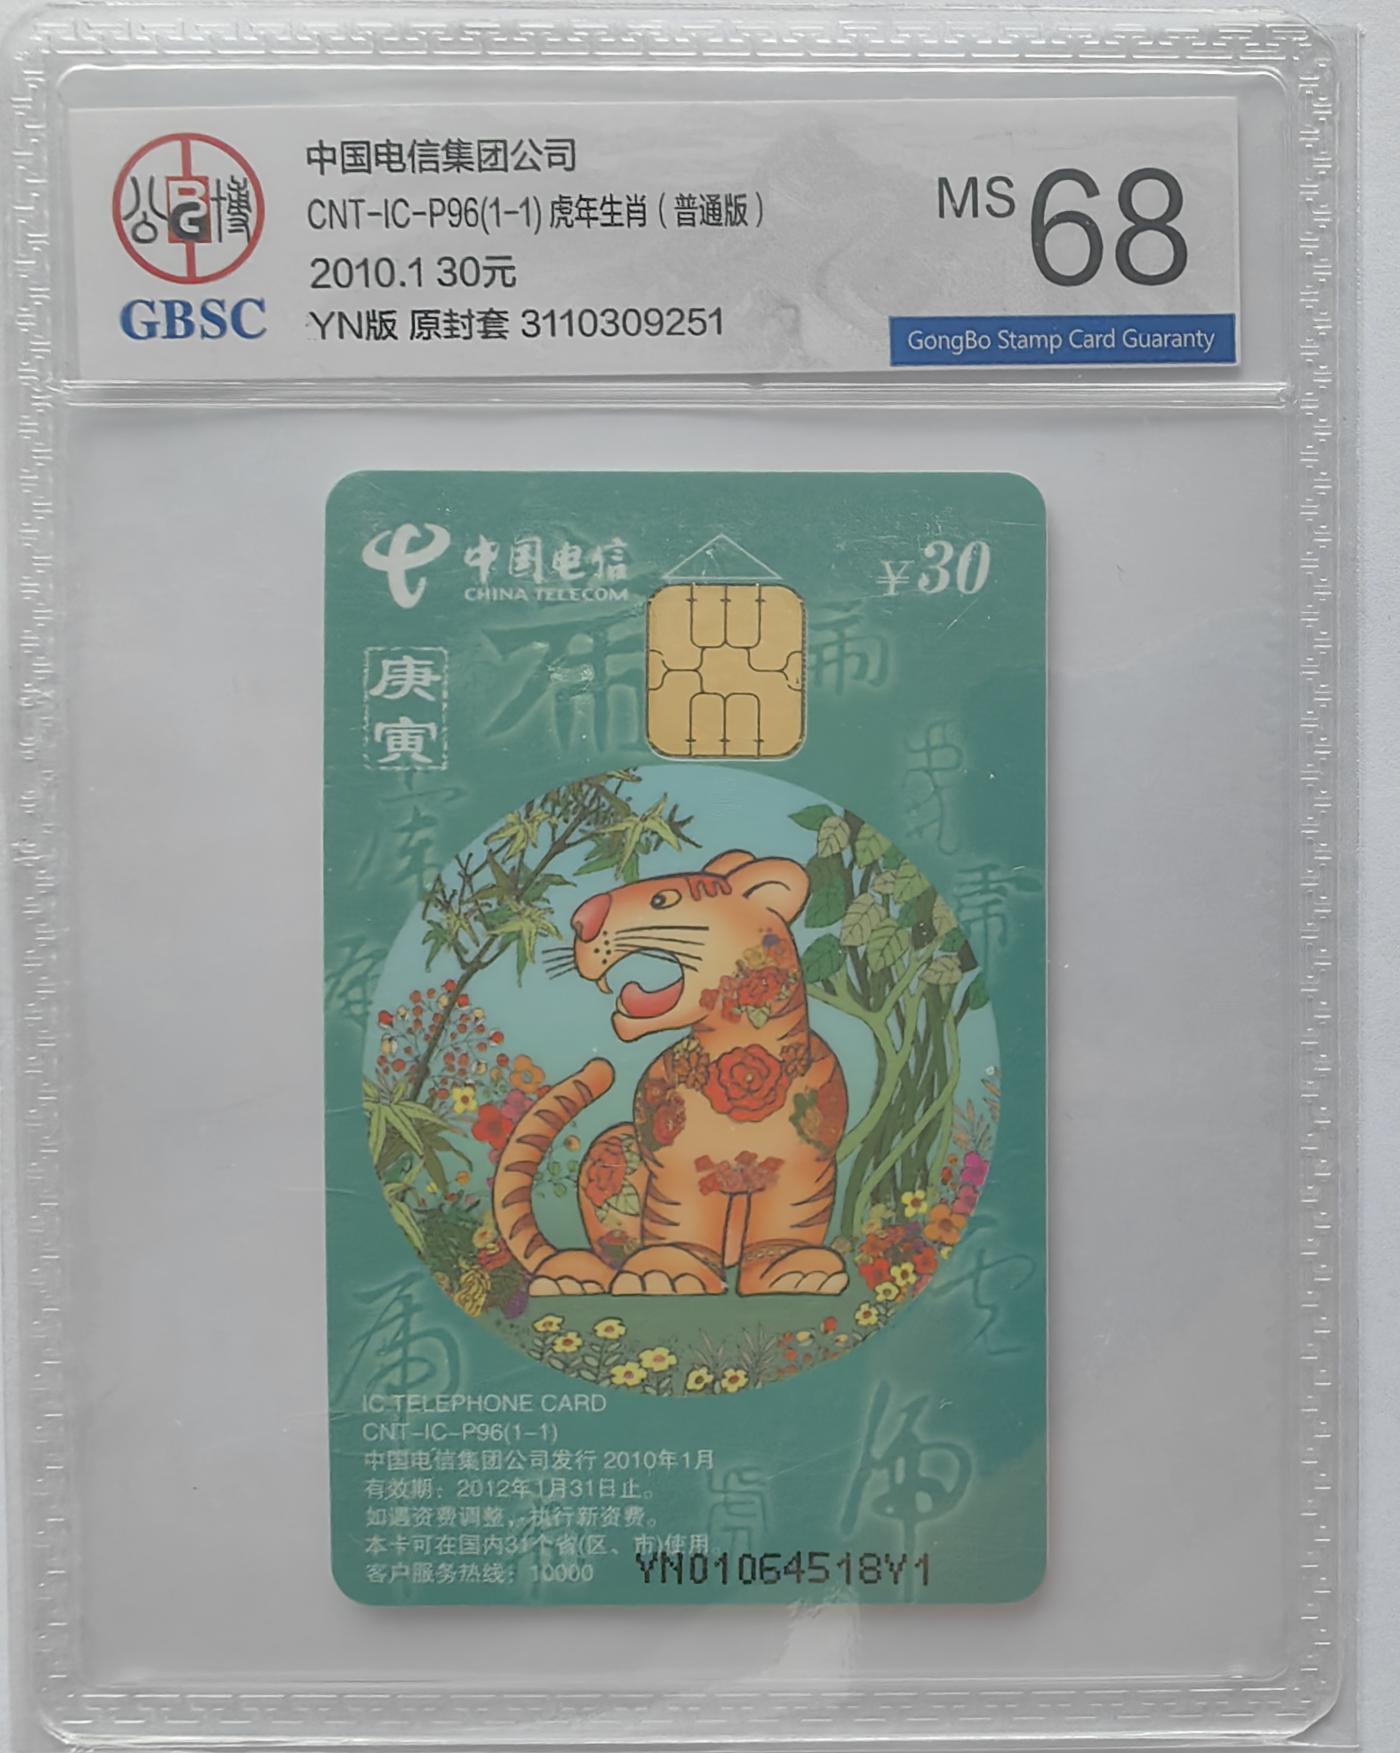 中国电信集团公司
CNT-IC-P96(1-1) 虎年生肖（普通版）
2010.1 30元
YN版 原封套 3110309251
MS 68
公博
GBSC
GongBo Stamp Card Guaranty
中国电信
CHINA TELECOM
¥30
庚寅
IC TELEPHONE CARD
CNT-IC-P96(1-1)
中国电信集团公司发行 2010年1月
有效期：2012年1月31日止。
如遇资费调整，执行新资费。
本卡可在国内31个省(区、市)使用。
客户服务热线：10000
YN01064518Y1